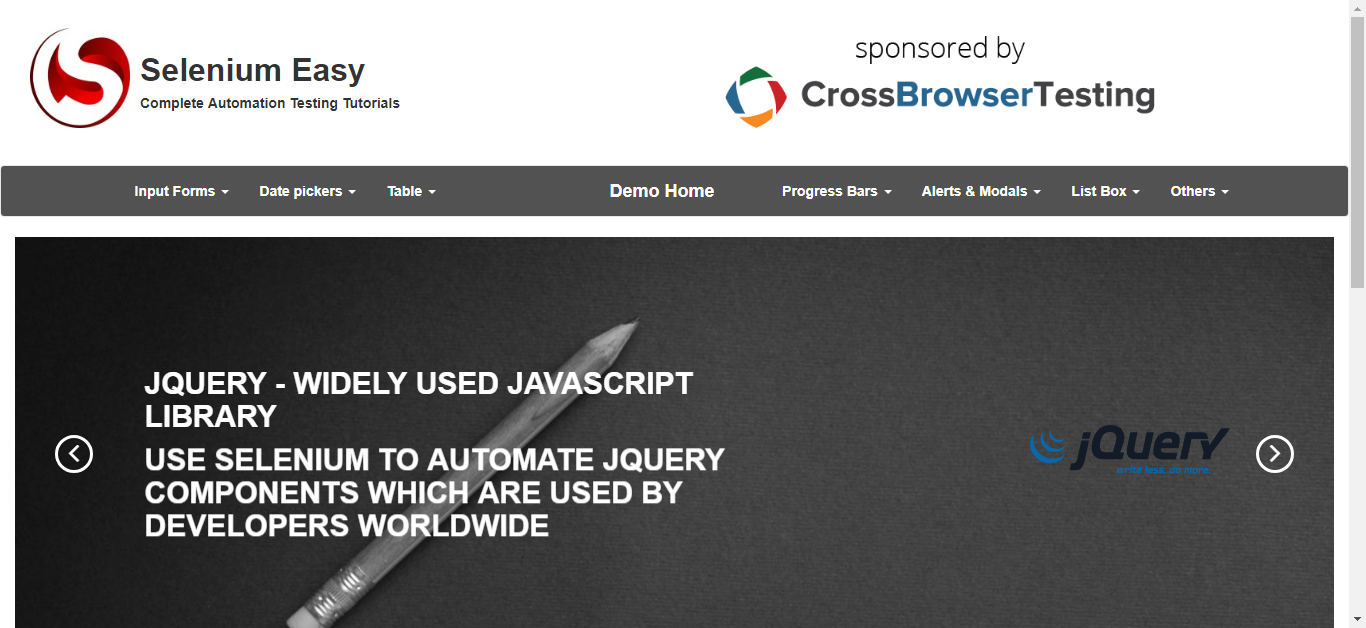 Selenium Easy
Complete Automation Testing Tutorials
sponsored by
CrossBrowserTesting
Input Forms
Date pickers
Table
Demo Home
Progress Bars
Alerts & Modals
List Box
Others
JQUERY - WIDELY USED JAVASCRIPT
LIBRARY
USE SELENIUM TO AUTOMATE JQUERY
COMPONENTS WHICH ARE USED BY
DEVELOPERS WORLDWIDE
jQuery
write less, do more.